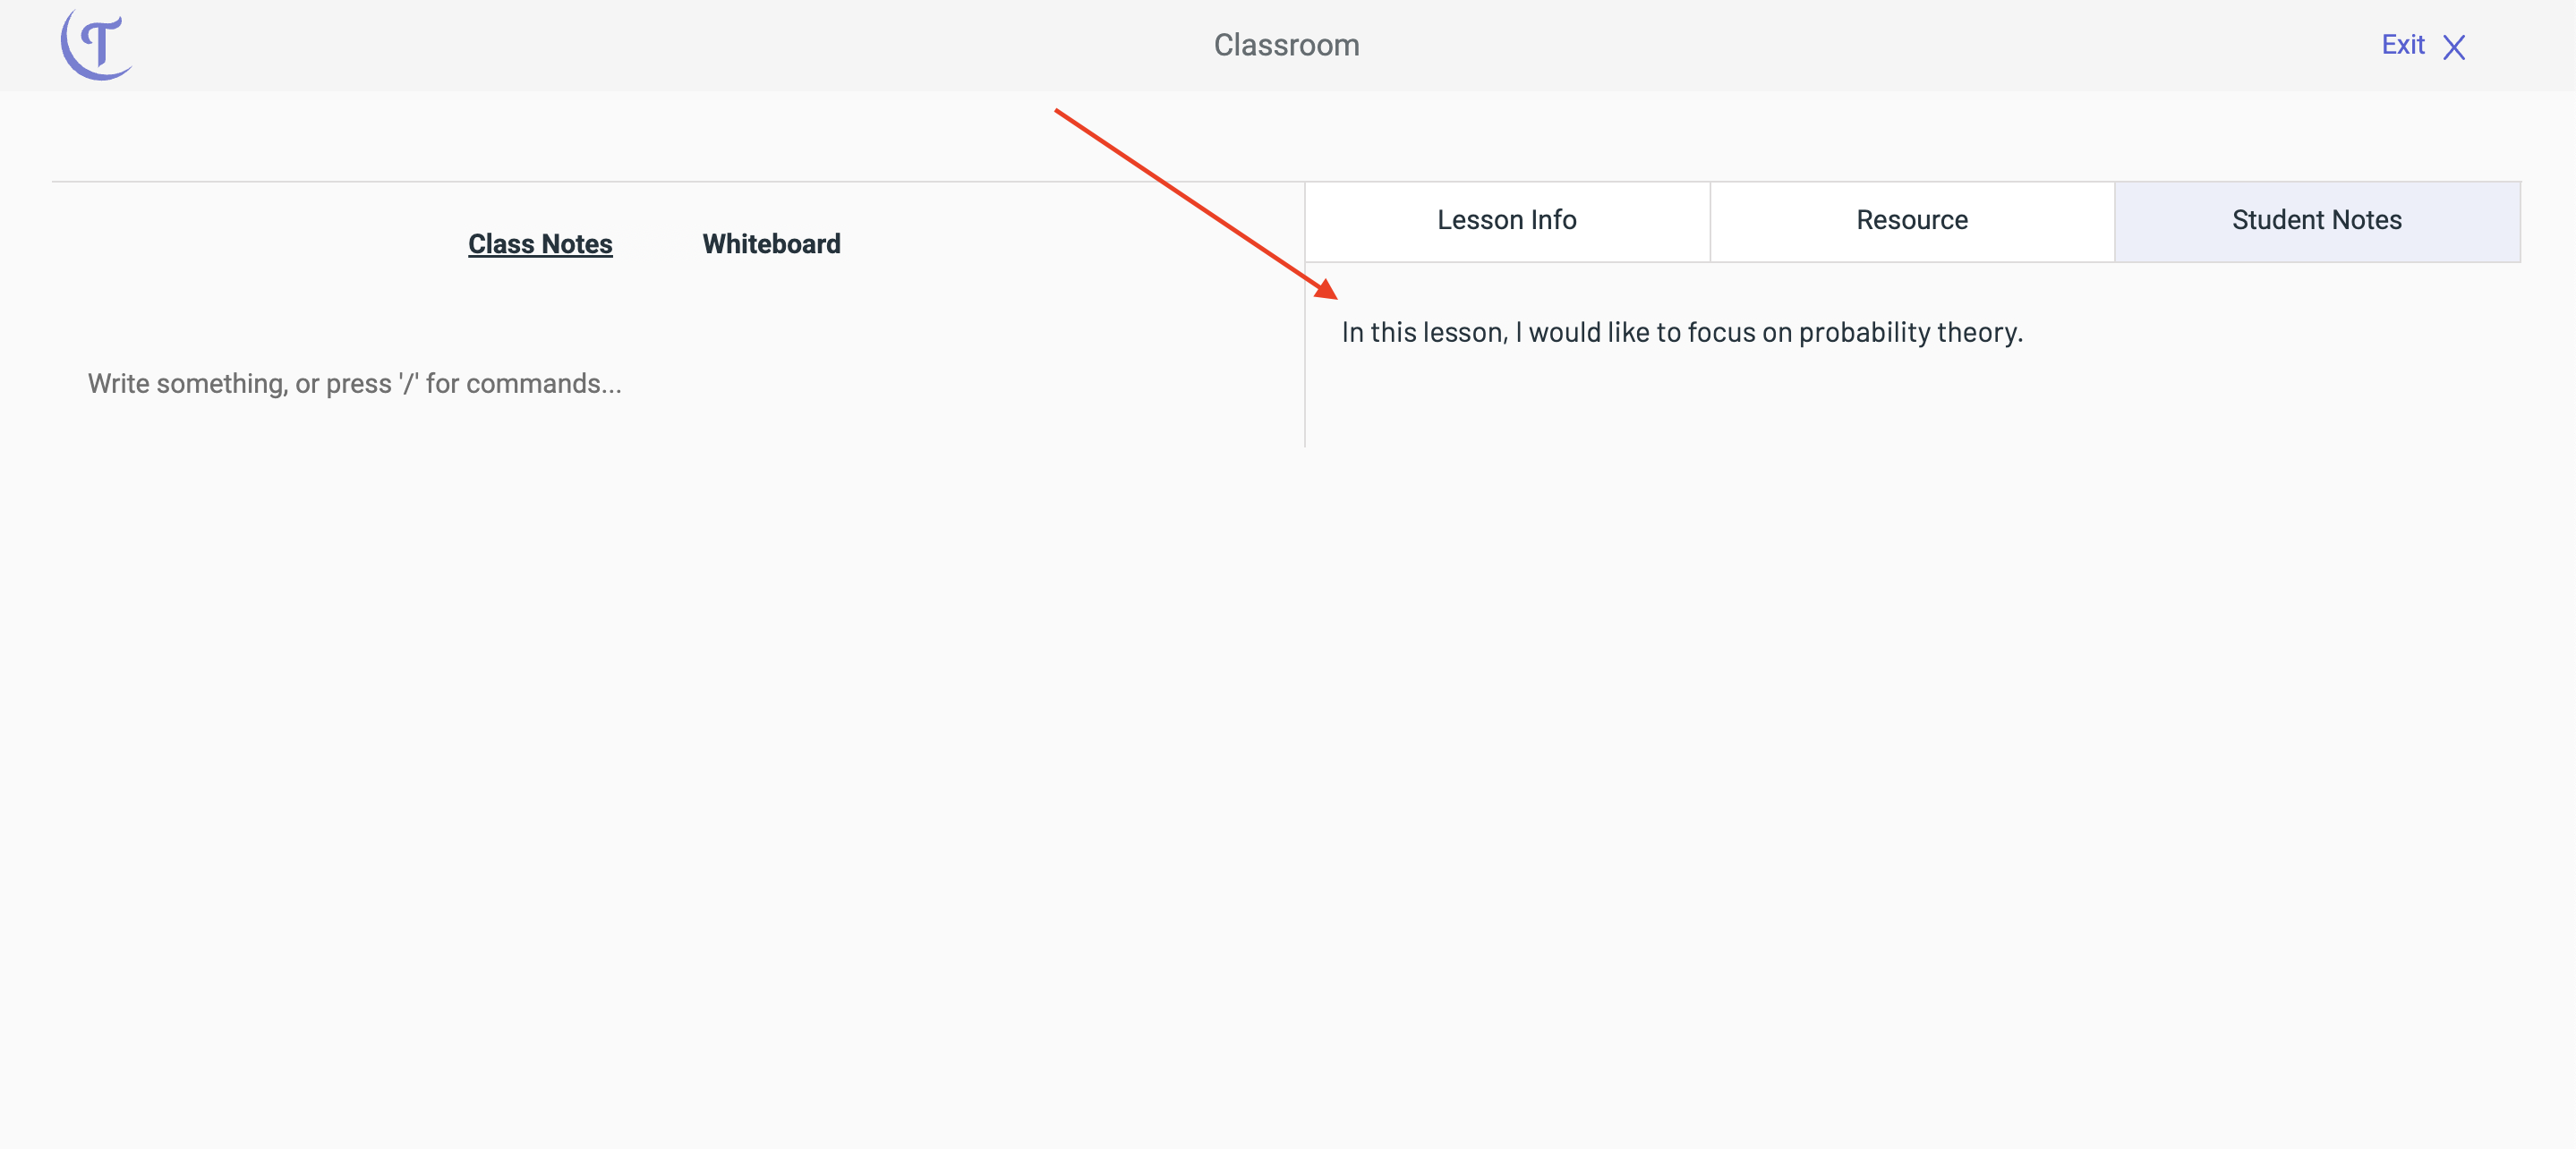 Classroom
Exit
Class Notes
Whiteboard
Write something, or press '/' for commands...
Lesson Info
Resource
Student Notes
In this lesson, I would like to focus on probability theory.